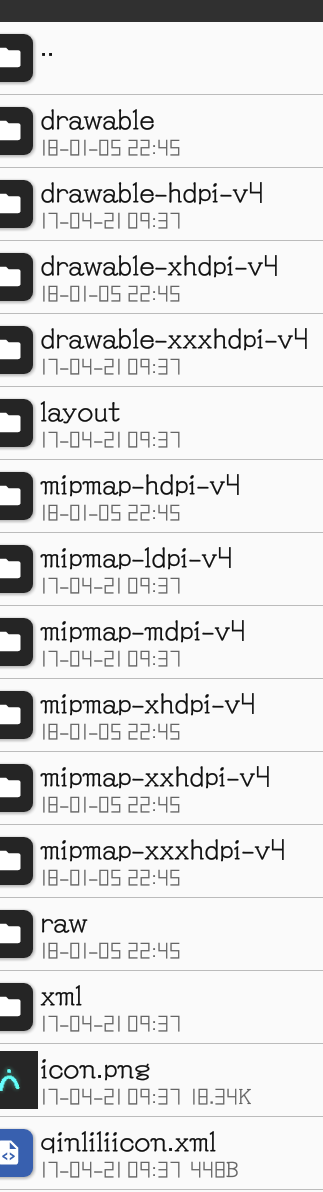 ..
drawable
18-01-05 22:45
drawable-hdpi-v4
17-04-21 09:37
drawable-xhdpi-v4
18-01-05 22:45
drawable-xxxhdpi-v4
17-04-21 09:37
layout
17-04-21 09:37
mipmap-hdpi-v4
18-01-05 22:45
mipmap-ldpi-v4
17-04-21 09:37
mipmap-mdpi-v4
17-04-21 09:37
mipmap-xhdpi-v4
18-01-05 22:45
mipmap-xxhdpi-v4
18-01-05 22:45
mipmap-xxxhdpi-v4
18-01-05 22:45
raw
18-01-05 22:45
xml
17-04-21 09:37
icon.png
17-04-21 09:37 18.34K
qinliliicon.xml
17-04-21 09:37 448B